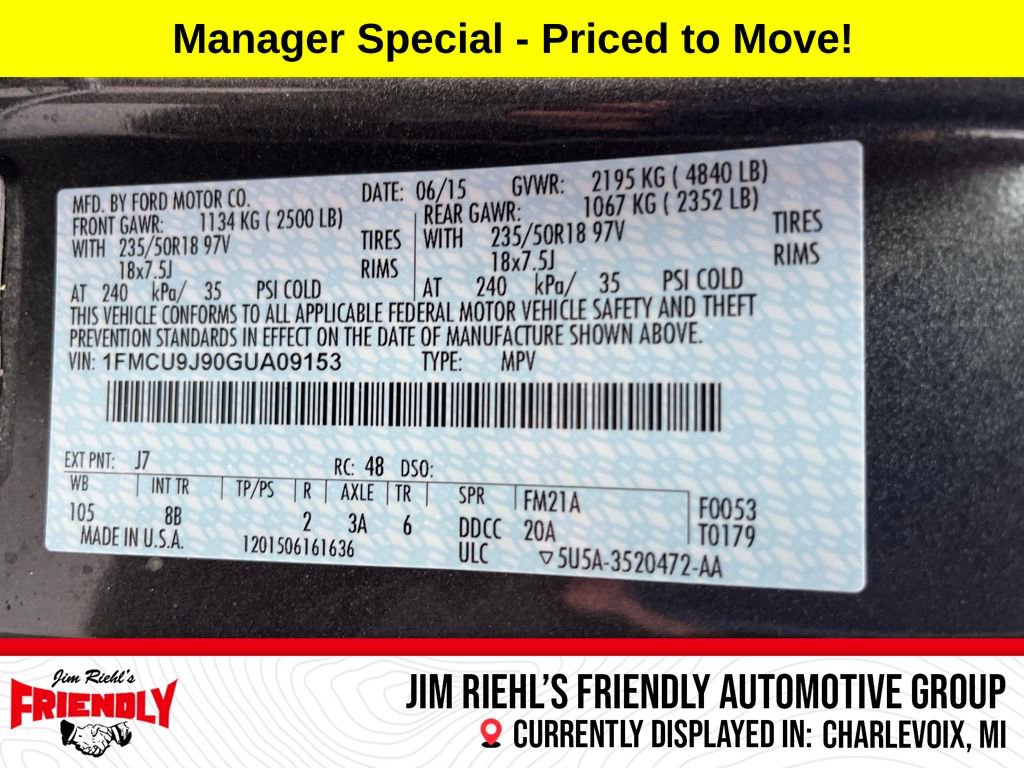 Manager Special - Priced to Move!
MFD. BY FORD MOTOR CO. DATE: 06/15 GVWR: 2195 KG ( 4840 LB)
FRONT GAWR: 1134 KG ( 2500 LB) REAR GAWR: 1067 KG ( 2352 LB)
WITH 235/50R18 97V TIRES WITH 235/50R18 97V TIRES
18x7.5J RIMS 18x7.5J RIMS
AT 240 kPa/ 35 PSI COLD AT 240 kPa/ 35 PSI COLD
THIS VEHICLE CONFORMS TO ALL APPLICABLE FEDERAL MOTOR VEHICLE SAFETY AND THEFT
PREVENTION STANDARDS IN EFFECT ON THE DATE OF MANUFACTURE SHOWN ABOVE.
VIN: 1FMCU9J90GUA09153 TYPE: MPV
EXT PNT: J7 RC: 48 DSO:
WB INT TR TP/PS R AXLE TR SPR FM21A F0053
105 8B 2 3A 6 DDCC 20A T0179
MADE IN U.S.A. 1201506161636 ULC ▽5U5A-3520472-AA
Jim Riehl's
FRIENDLY
JIM RIEHL'S FRIENDLY AUTOMOTIVE GROUP
CURRENTLY DISPLAYED IN: CHARLEVOIX, MI